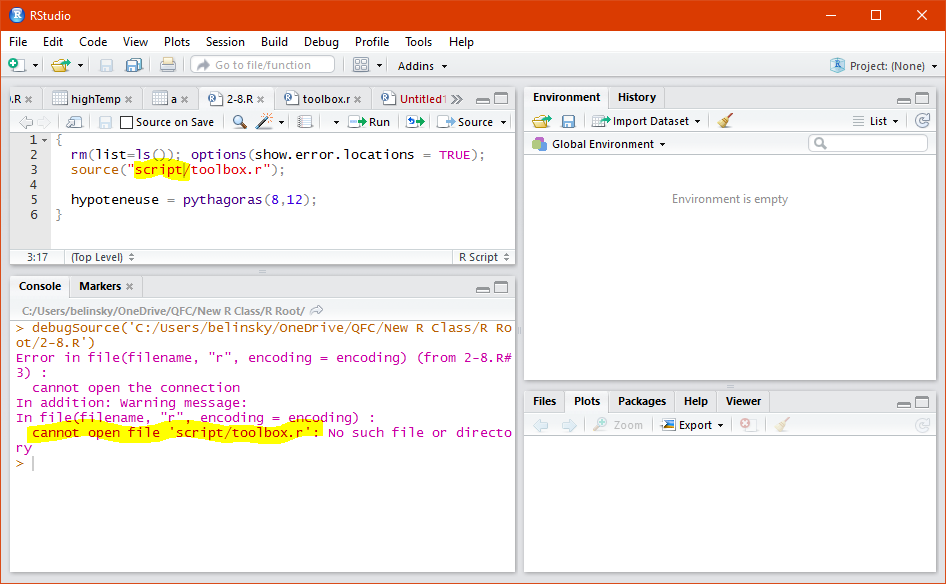 RStudio
File Edit Code View Plots Session Build Debug Profile Tools Help
Go to file/function Addins Project: (None)
.R highTemp a 2-8.R toolbox.r Untitled1
Source on Save Run Source
1 {
2 rm(list=ls()); options(show.error.locations = TRUE);
3 source("script/toolbox.r");
4
5 hypoteneuse = pythagoras(8,12);
6 }
3:17 (Top Level) R Script
Console Markers
C:/Users/belinsky/OneDrive/QFC/New R Class/R Root/
> debugSource('C:/Users/belinsky/OneDrive/QFC/New R Class/R Ro
ot/2-8.R')
Error in file(filename, "r", encoding = encoding) (from 2-8.R#
3) :
cannot open the connection
In addition: Warning message:
In file(filename, "r", encoding = encoding) :
cannot open file 'script/toolbox.r': No such file or directo
ry
>
Environment History
Import Dataset List
Global Environment
Environment is empty
Files Plots Packages Help Viewer
Zoom Export